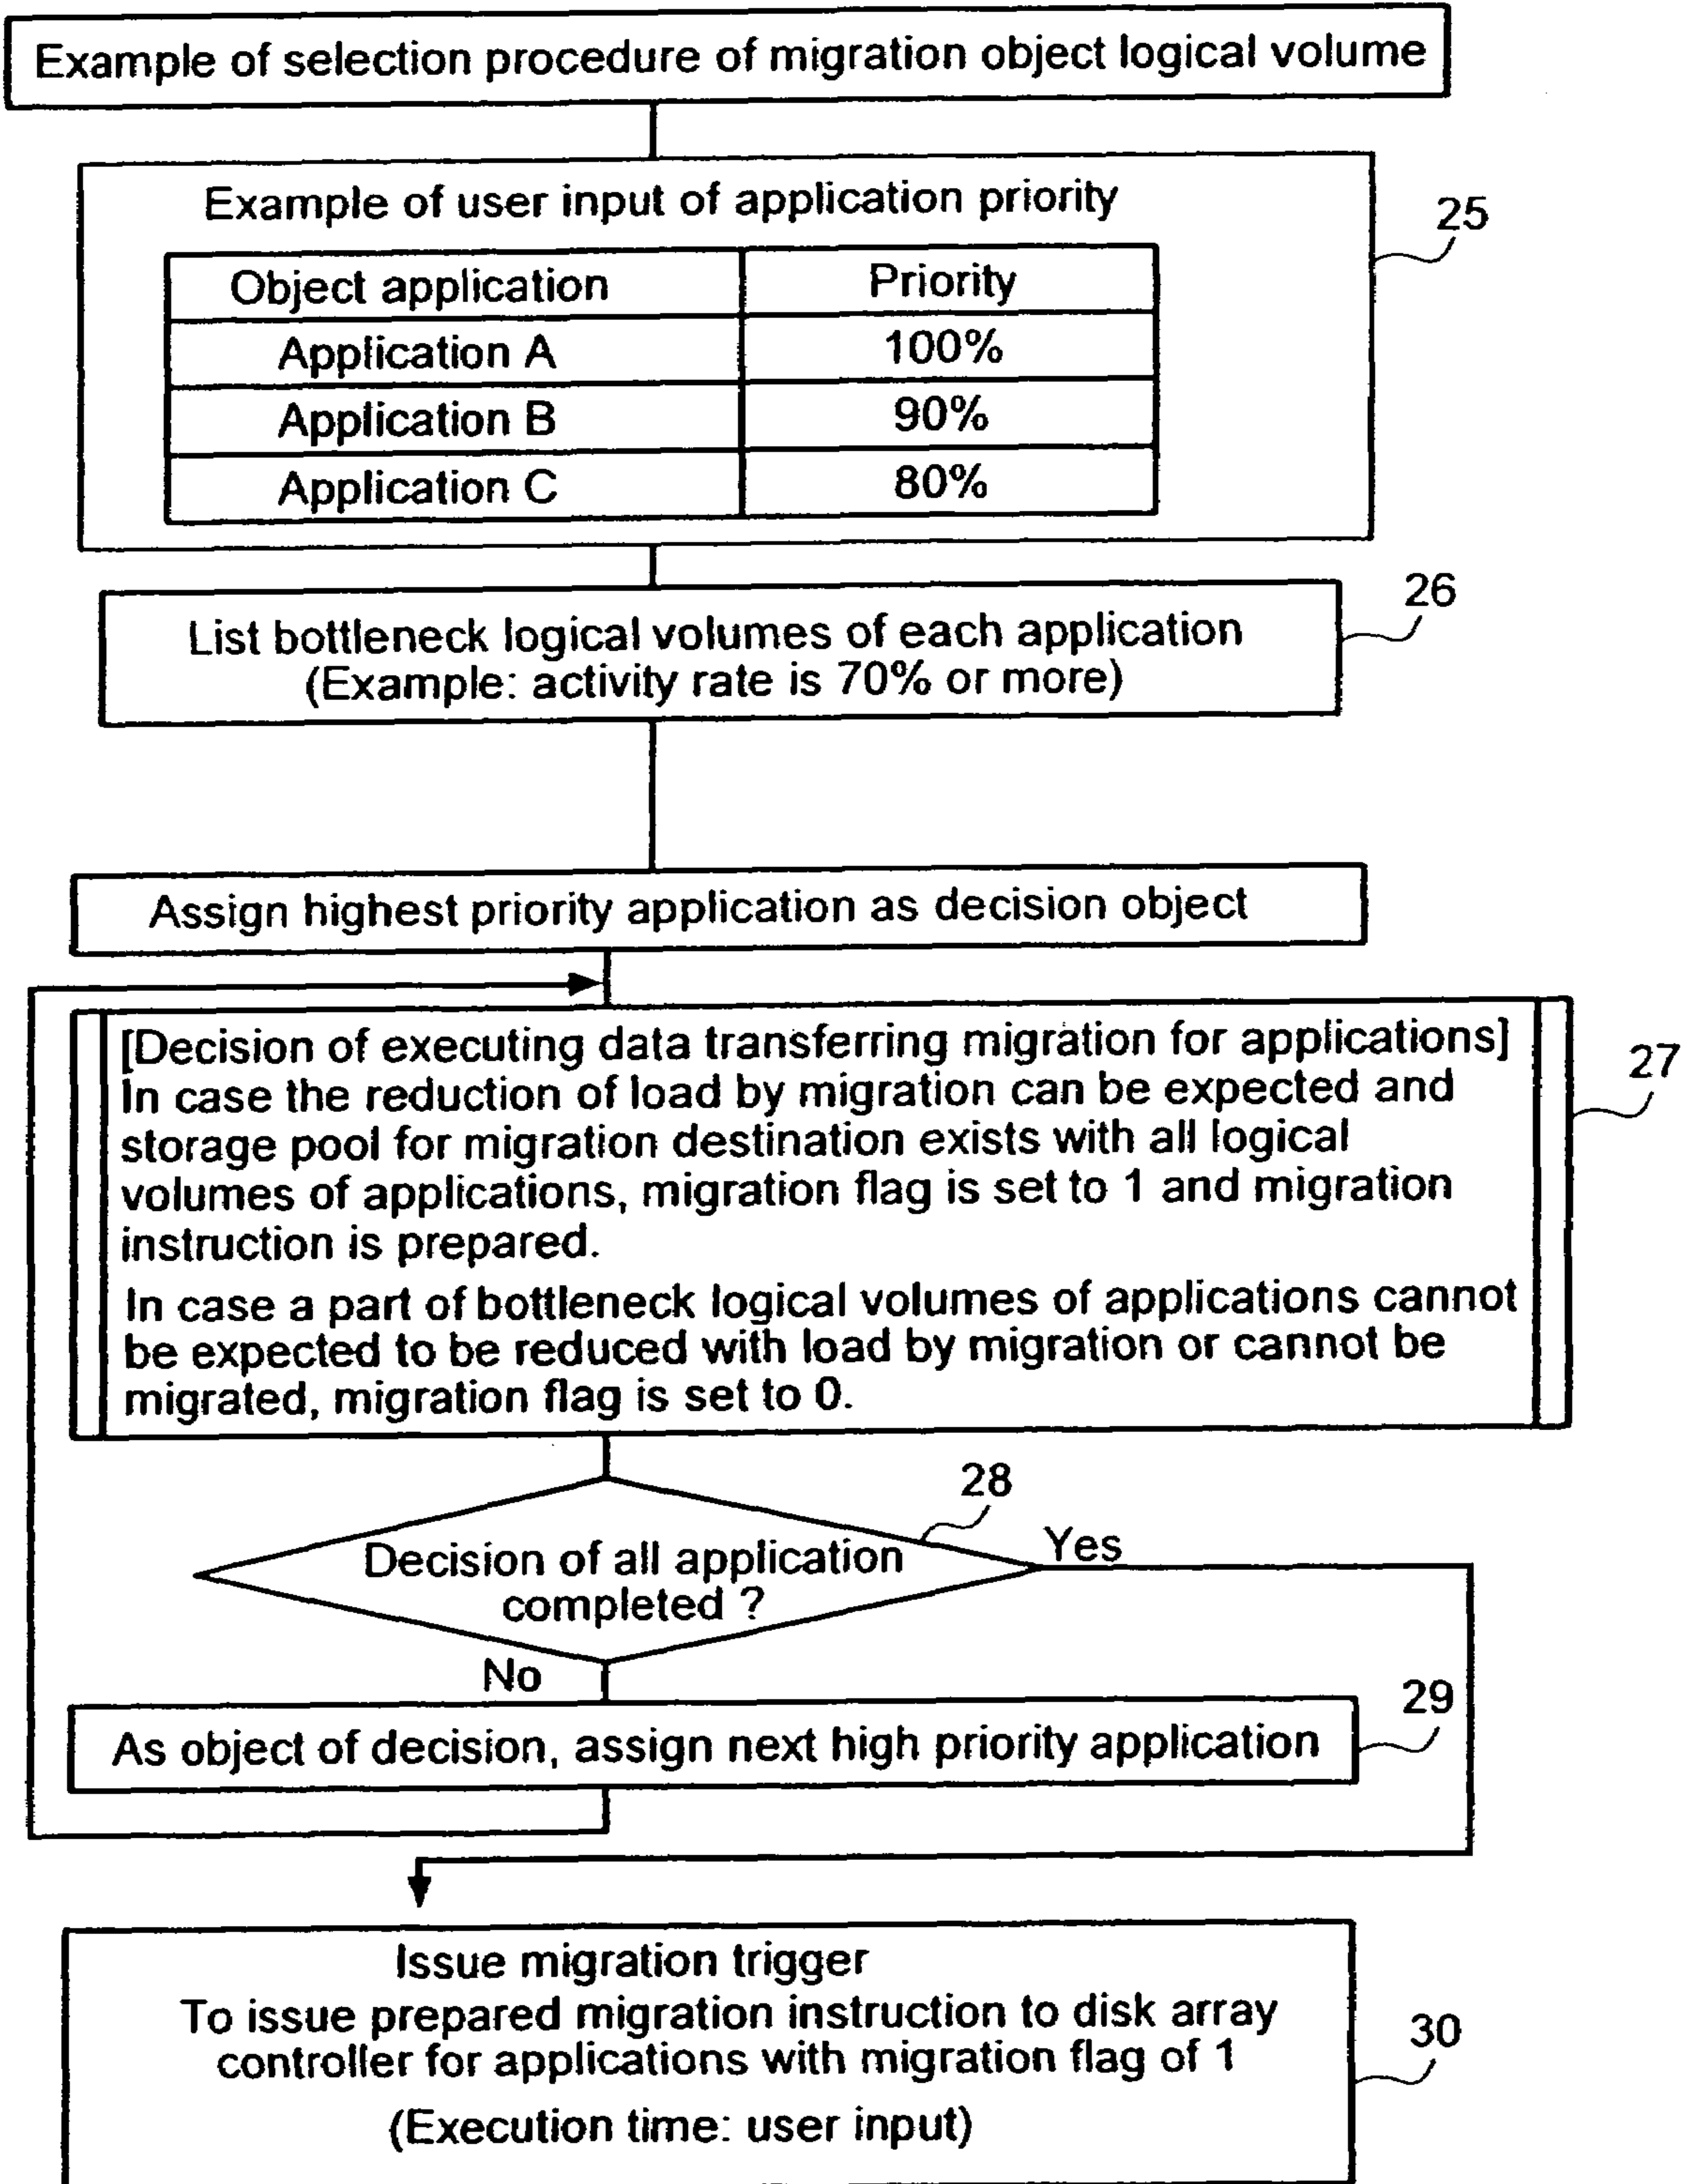 Example of selection procedure of migration object logical volume
Example of user input of application priority
25
Object application Priority
Application A 100%
Application B 90%
Application C 80%
26
List bottleneck logical volumes of each application
(Example: activity rate is 70% or more)
Assign highest priority application as decision object
27
[Decision of executing data transferring migration for applications]
In case the reduction of load by migration can be expected and
storage pool for migration destination exists with all logical
volumes of applications, migration flag is set to 1 and migration
instruction is prepared.
In case a part of bottleneck logical volumes of applications cannot
be expected to be reduced with load by migration or cannot be
migrated, migration flag is set to 0.
28
Yes
Decision of all application
completed ?
No
29
As object of decision, assign next high priority application
Issue migration trigger
To issue prepared migration instruction to disk array
controller for applications with migration flag of 1
30
(Execution time: user input)